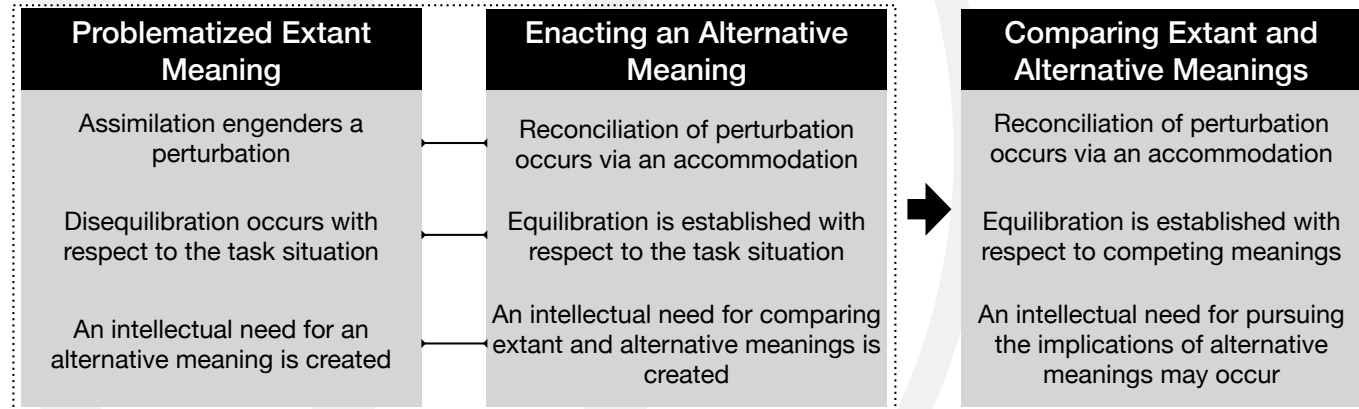 Problematized Extant
Meaning
Assimilation engenders a
perturbation
Disequilibration occurs with
respect to the task situation
An intellectual need for an
alternative meaning is created
Enacting an Alternative
Meaning
Reconciliation of perturbation
occurs via an accommodation
Equilibration is established with
respect to the task situation
An intellectual need for comparing
extant and alternative meanings is
created
Comparing Extant and
Alternative Meanings
Reconciliation of perturbation
occurs via an accommodation
Equilibration is established with
respect to competing meanings
An intellectual need for pursuing
the implications of alternative
meanings may occur